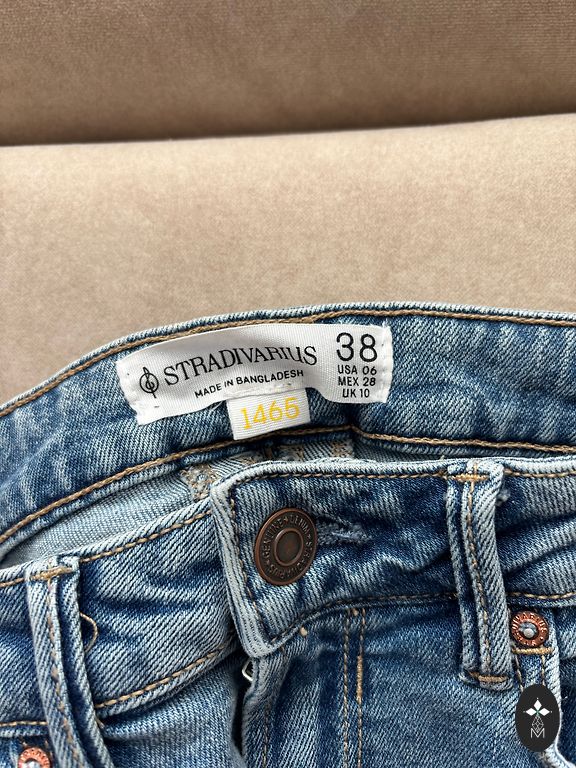 STRADIVARIUS
MADE IN BANGLADESH
38
USA 06
MEX 28
UK 10
1465
M